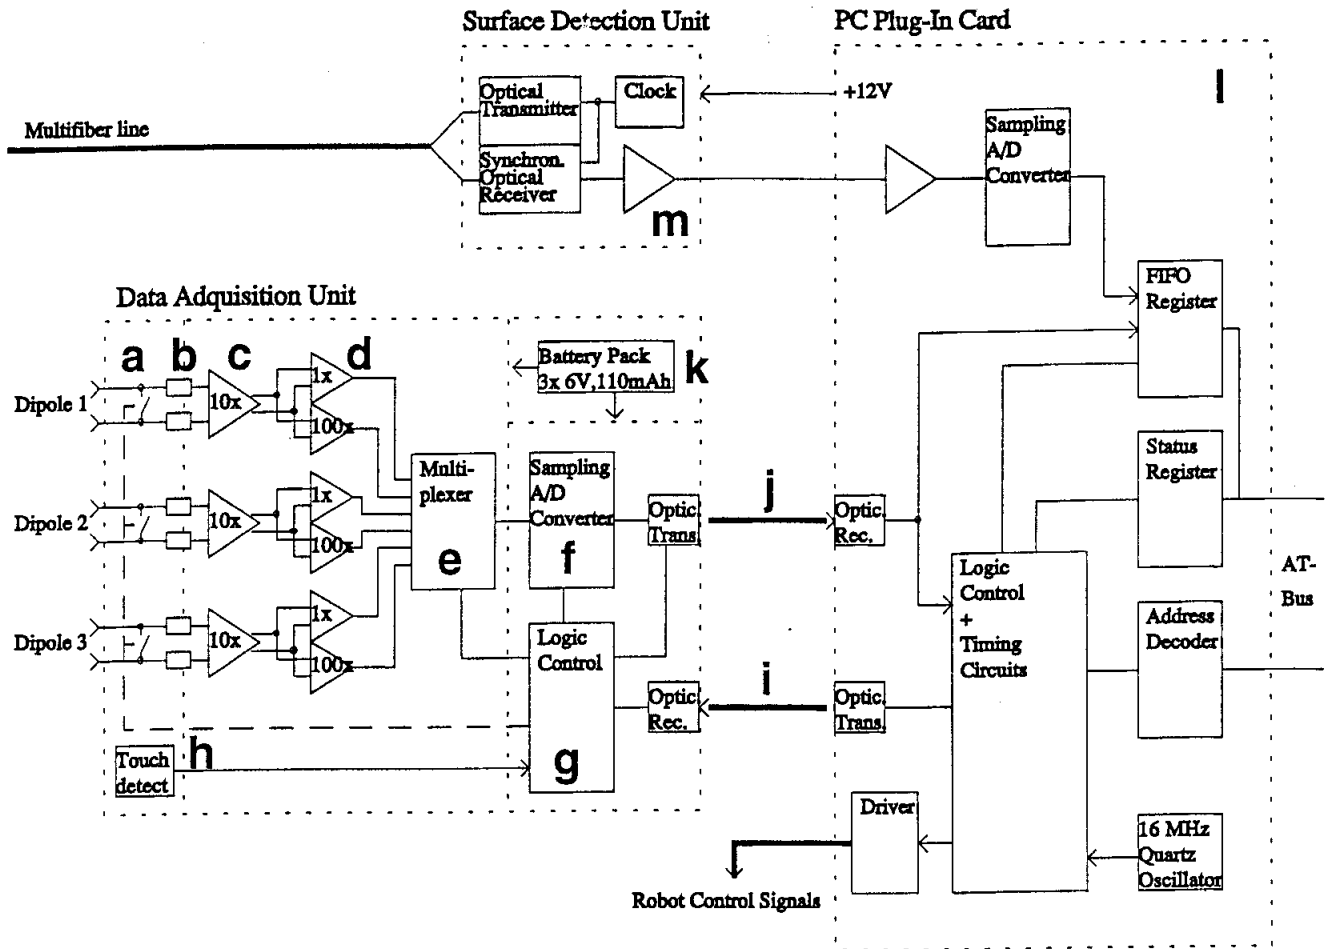 Surface Detection Unit
PC Plug-In Card
Optical
Transmitter
Clock
+12V
l
Sampling
A/D
Converter
Multifiber line
Synchron.
Optical
Receiver
m
FIFO
Register
Data Adquisition Unit
a
b
c
d
Battery Pack
3x 6V,110mAh
k
Dipole 1
10x
1x
100x
Multi-
plexer
e
Sampling
A/D
Converter
f
Optic.
Trans.
j
Optic.
Rec.
Status
Register
Dipole 2
10x
1x
100x
Logic
Control
+
Timing
Circuits
AT-
Bus
Address
Decoder
Dipole 3
10x
1x
100x
Logic
Control
g
Optic.
Rec.
i
Optic.
Trans.
h
Touch
detect
Driver
16 MHz
Quartz
Oscillator
Robot Control Signals